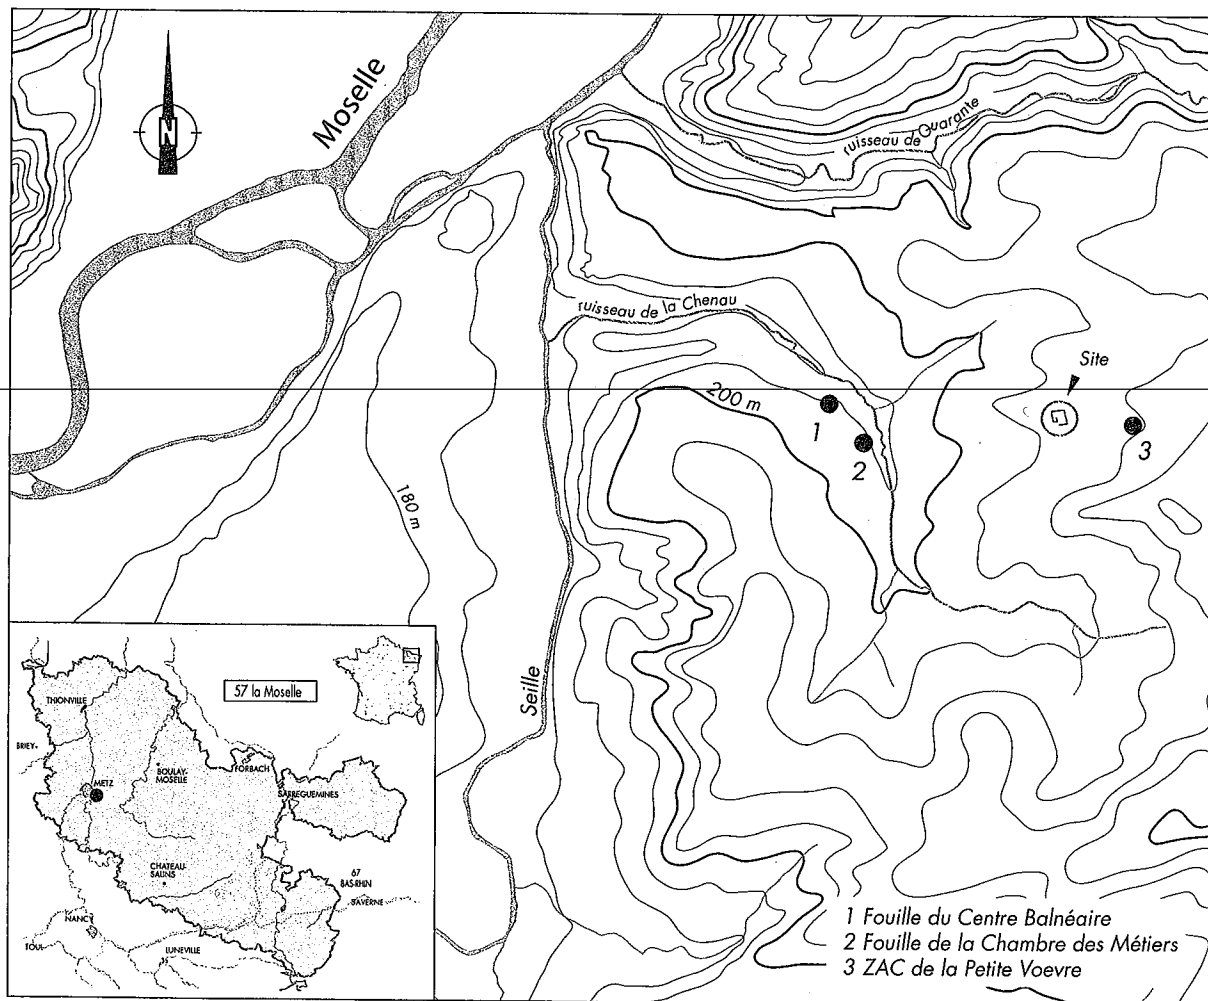 Moselle
N
ruisseau de Quarante
ruisseau de la Chenau
Site
200 m
1
2
3
180 m
Seille
57 la Moselle
THIONVILLE
BRIEY
METZ
BOULAY-
MOSELLE
FORBACH
SARREGUEMINES
CHATEAU-
SALINS
67
BAS-RHIN
SAVERNE
NANCY
TOUL
LUNEVILLE
1 Fouille du Centre Balnéaire
2 Fouille de la Chambre des Métiers
3 ZAC de la Petite Voevre